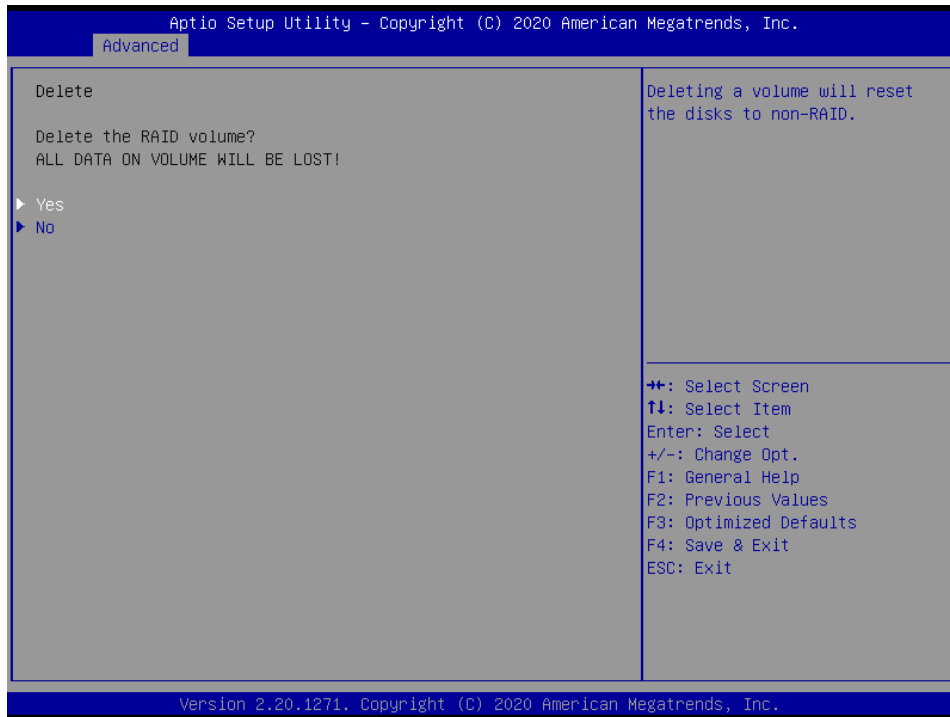 Aptio Setup Utility – Copyright (C) 2020 American Megatrends, Inc.
Advanced
Delete
Delete the RAID volume?
ALL DATA ON VOLUME WILL BE LOST!
Yes
No
Deleting a volume will reset
the disks to non-RAID.
→←: Select Screen
↑↓: Select Item
Enter: Select
+/-: Change Opt.
F1: General Help
F2: Previous Values
F3: Optimized Defaults
F4: Save & Exit
ESC: Exit
Version 2.20.1271. Copyright (C) 2020 American Megatrends, Inc.